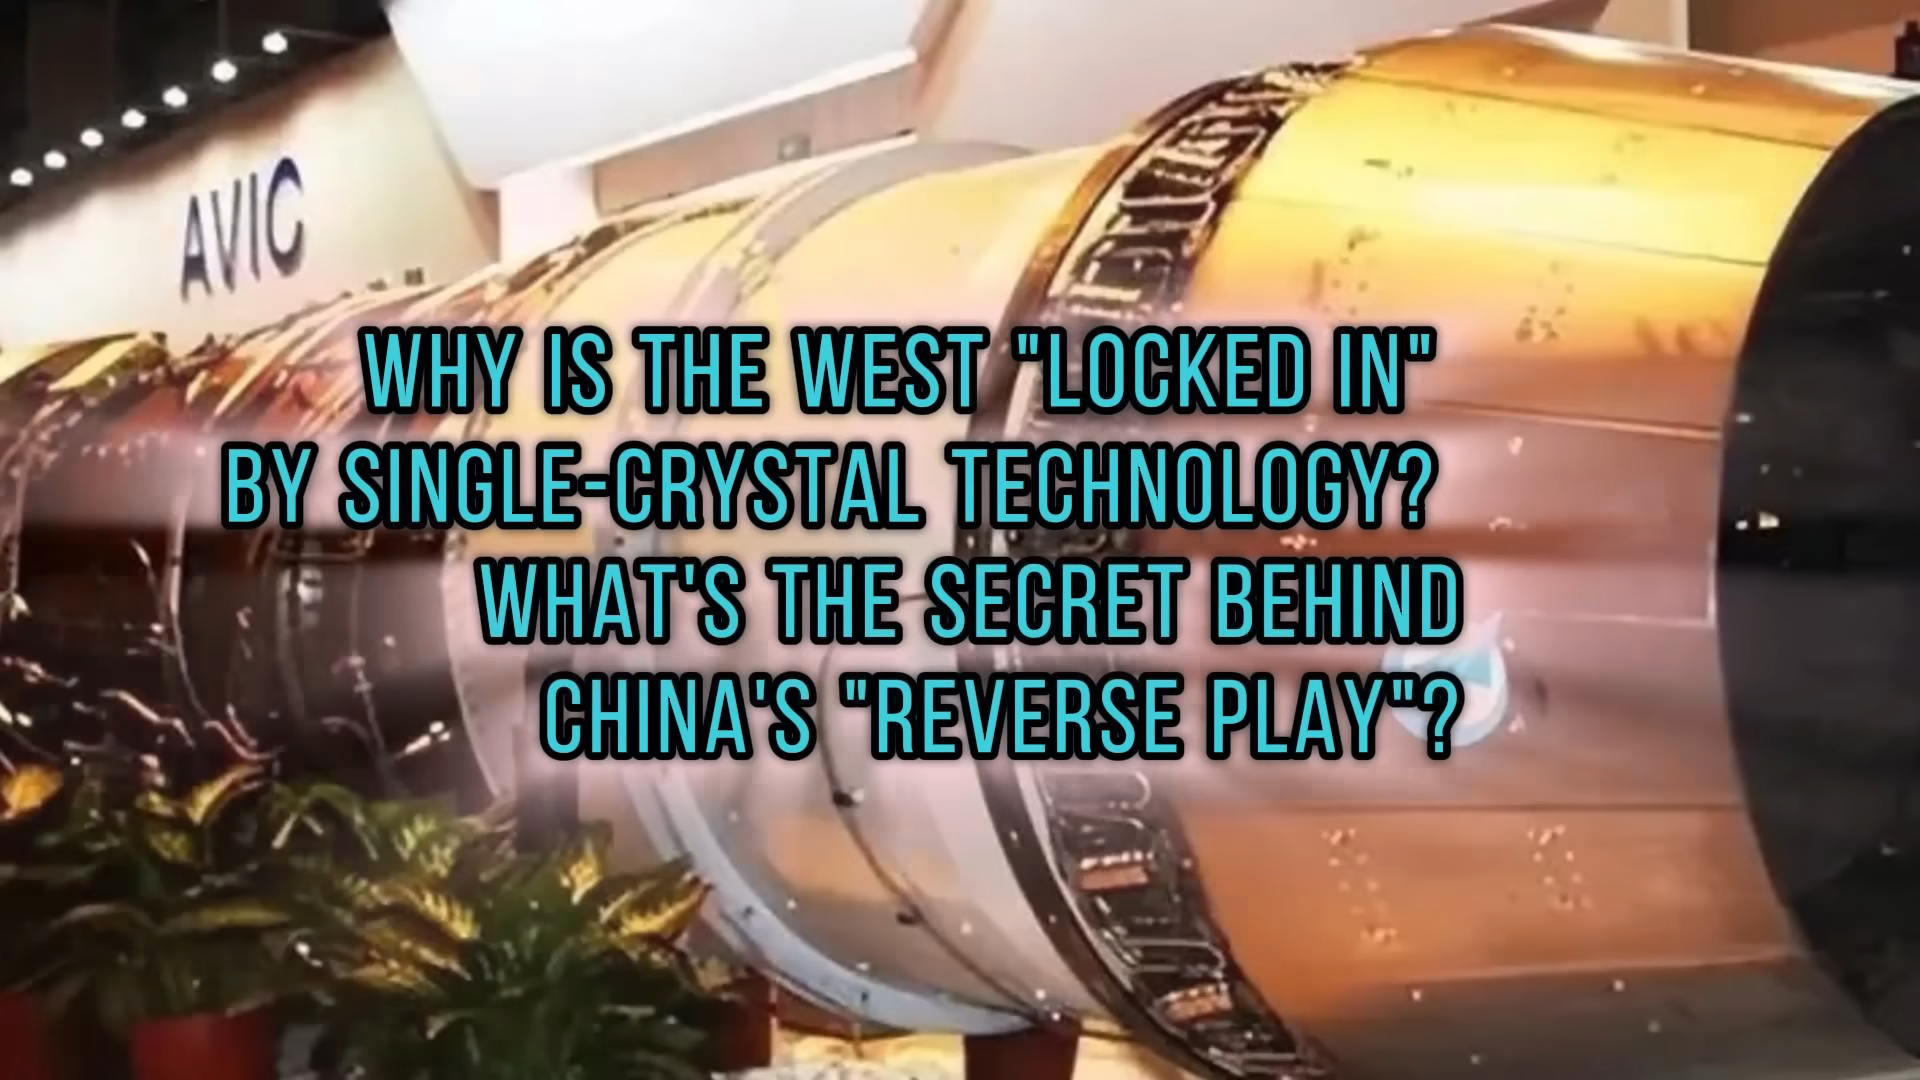 AVIC
WHY IS THE WEST "LOCKED IN"
BY SINGLE-CRYSTAL TECHNOLOGY?
WHAT'S THE SECRET BEHIND
CHINA'S "REVERSE PLAY"?